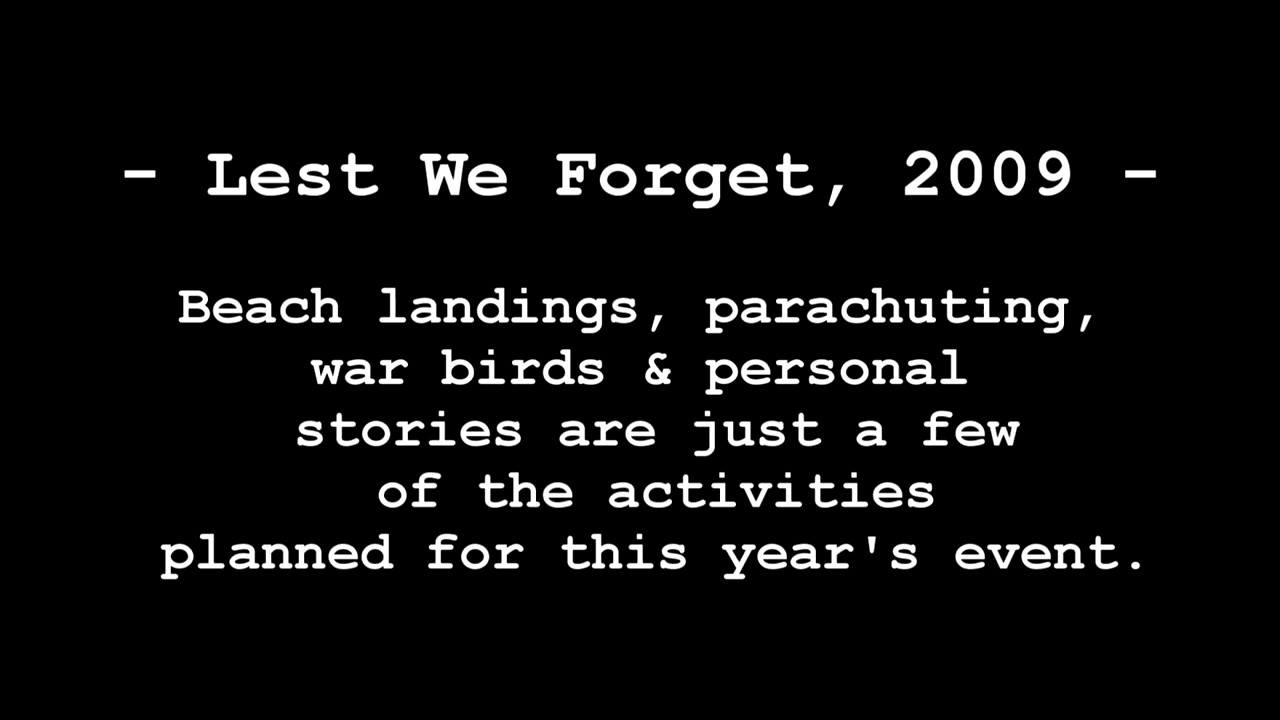 - Lest We Forget, 2009 -
Beach landings, parachuting,
war birds & personal
stories are just a few
of the activities
planned for this year's event.